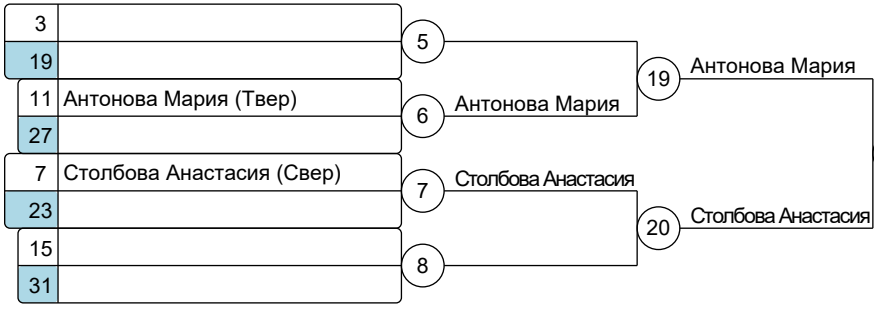 3
5
19
Антонова Мария
19
11 Антонова Мария (Твер)
6 Антонова Мария
27
7 Столбова Анастасия (Свер)
7 Столбова Анастасия
23
Столбова Анастасия
20
15
8
31